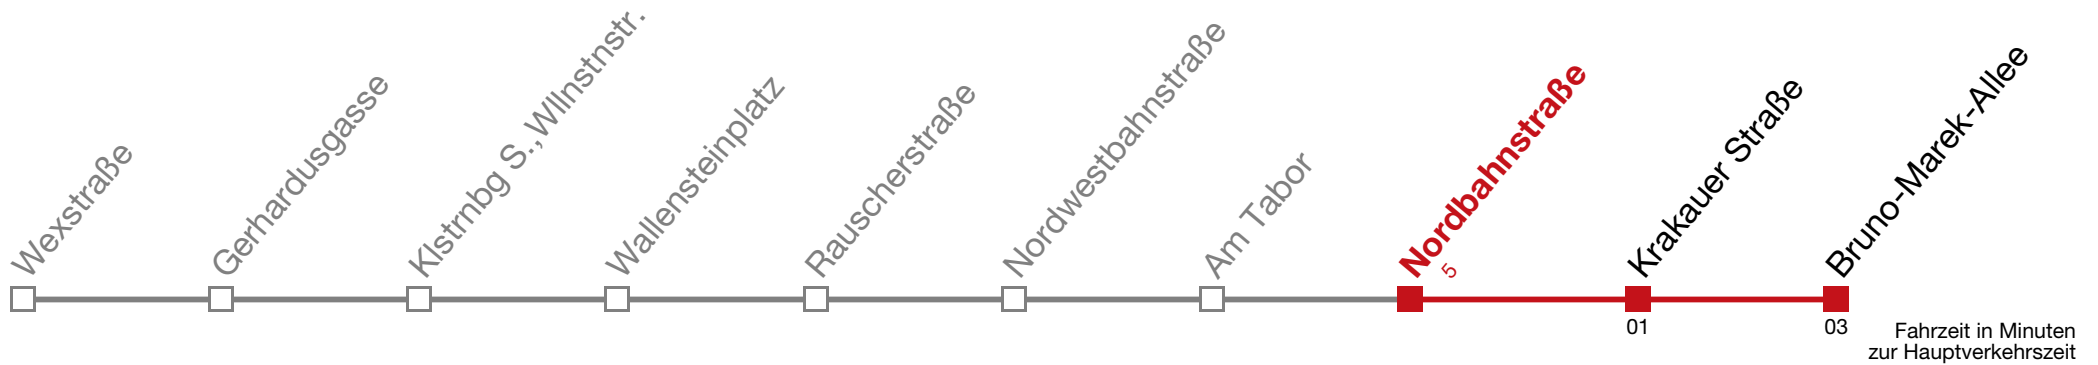 Wexstraße
Gerhardusgasse
Klstrnbg S., Wllnstnstr.
Wallensteinplatz
Rauscherstraße
Nordwestbahnstraße
Am Tabor
Nordbahnstraße
5
Krakauer Straße
Bruno-Marek-Allee
01
03
Fahrzeit in Minuten
zur Hauptverkehrszeit